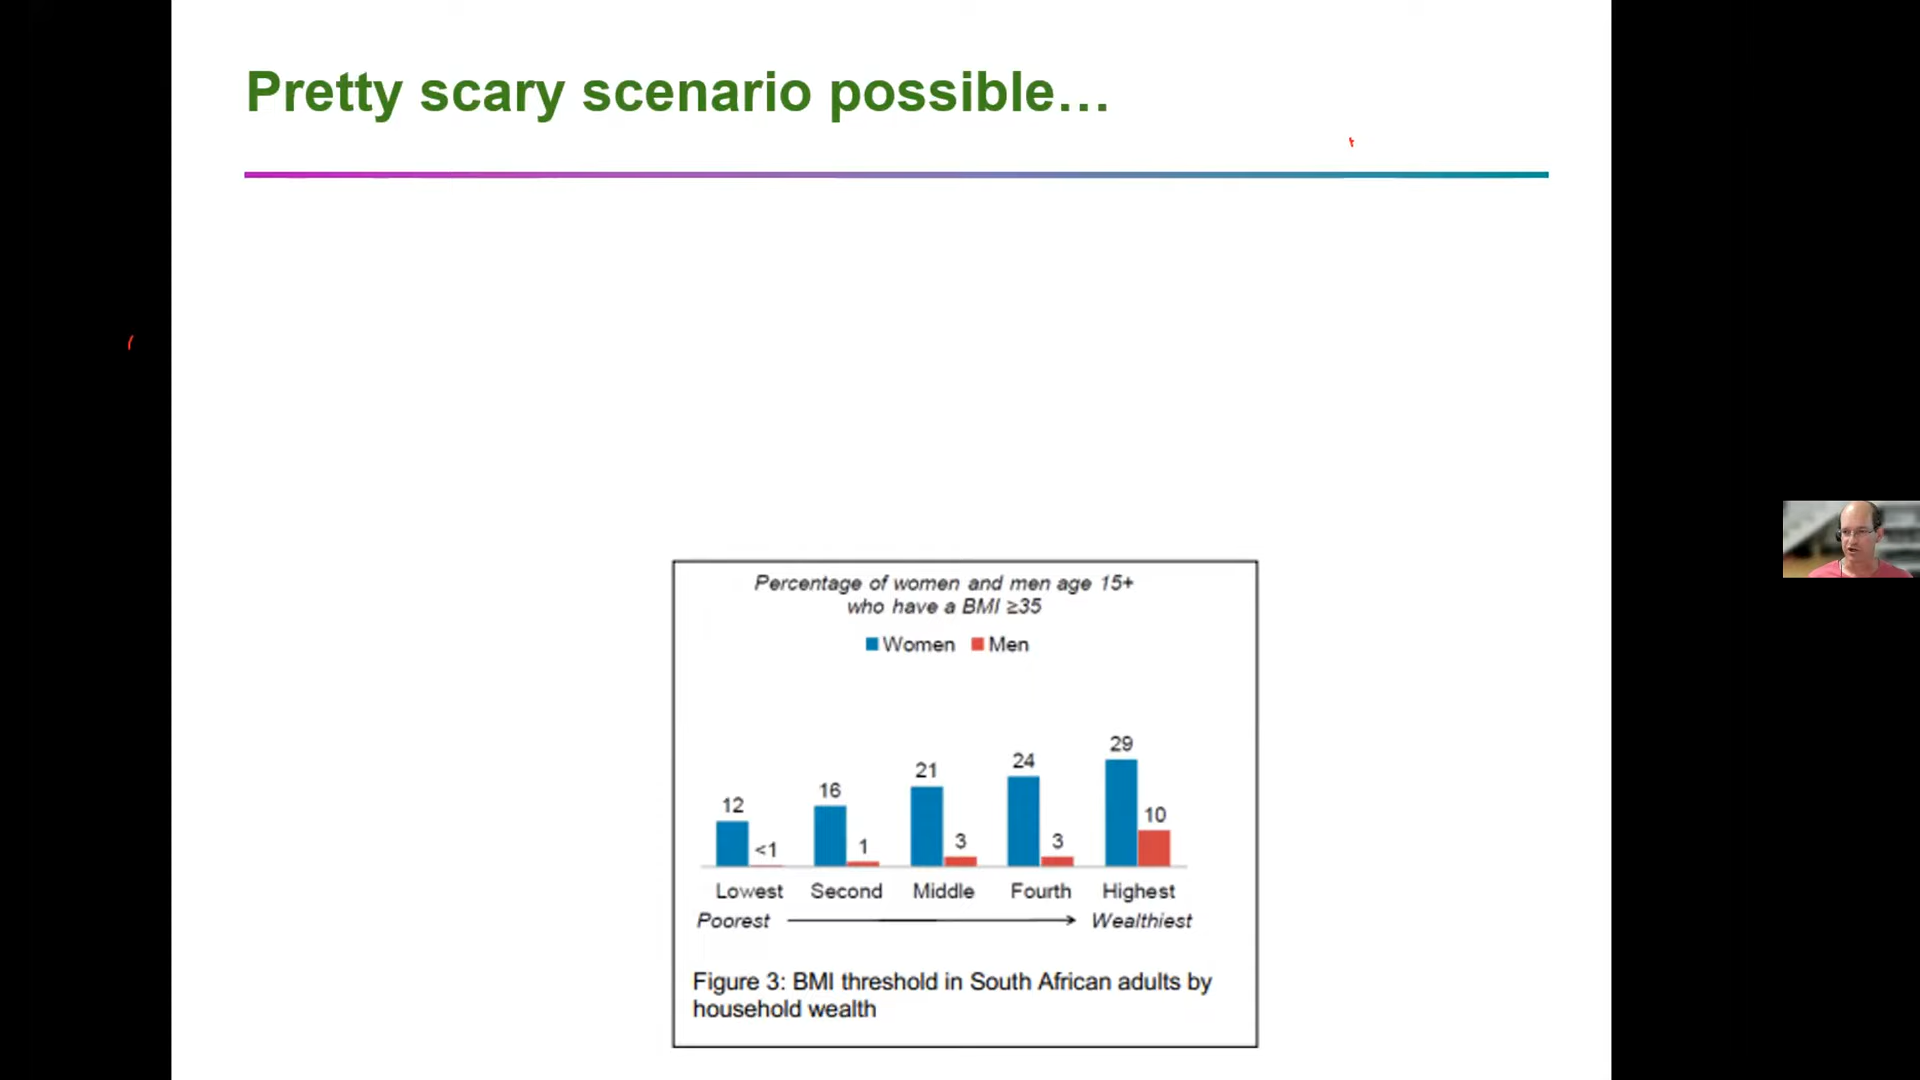 Pretty scary scenario possible…
Percentage of women and men age 15+
who have a BMI ≥35
Women Men
12 <1 16 1 21 3 24 3 29 10
Lowest Second Middle Fourth Highest
Poorest Wealthiest
Figure 3: BMI threshold in South African adults by
household wealth